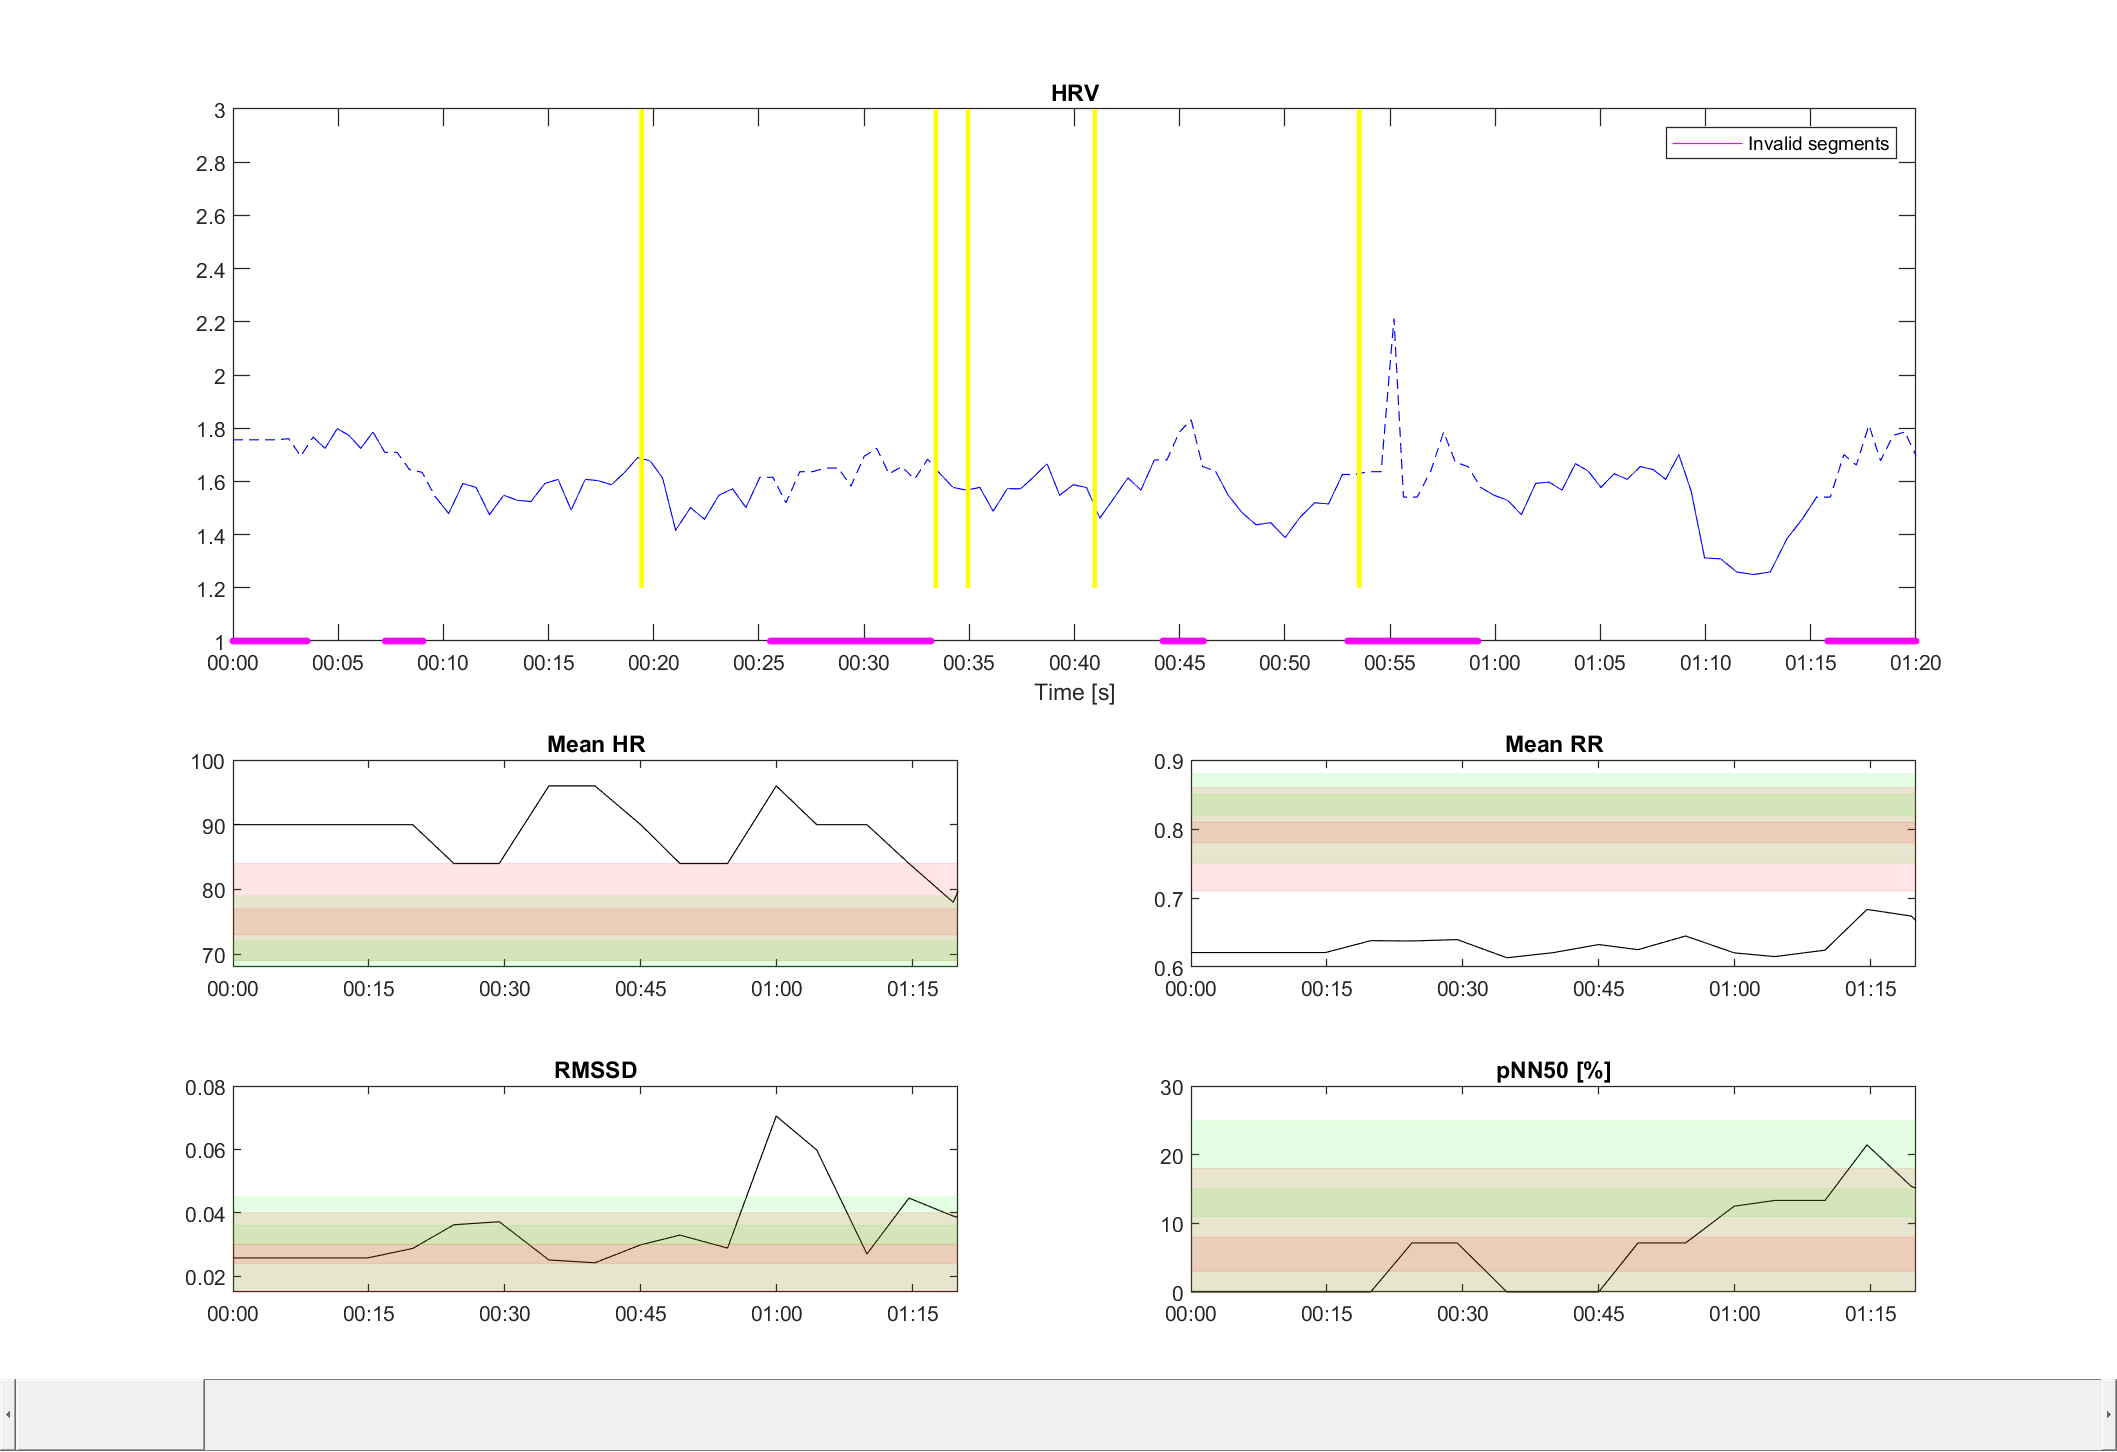 HRV
Invalid segments
3
2.8
2.6
2.4
2.2
2
1.8
1.6
1.4
1.2
1
00:00 00:05 00:10 00:15 00:20 00:25 00:30 00:35 00:40 00:45 00:50 00:55 01:00 01:05 01:10 01:15 01:20
Time [s]
Mean HR
100
90
80
70
00:00 00:15 00:30 00:45 01:00 01:15
Mean RR
0.9
0.8
0.7
0.6
00:00 00:15 00:30 00:45 01:00 01:15
RMSSD
0.08
0.06
0.04
0.02
00:00 00:15 00:30 00:45 01:00 01:15
pNN50 [%]
30
20
10
0
00:00 00:15 00:30 00:45 01:00 01:15